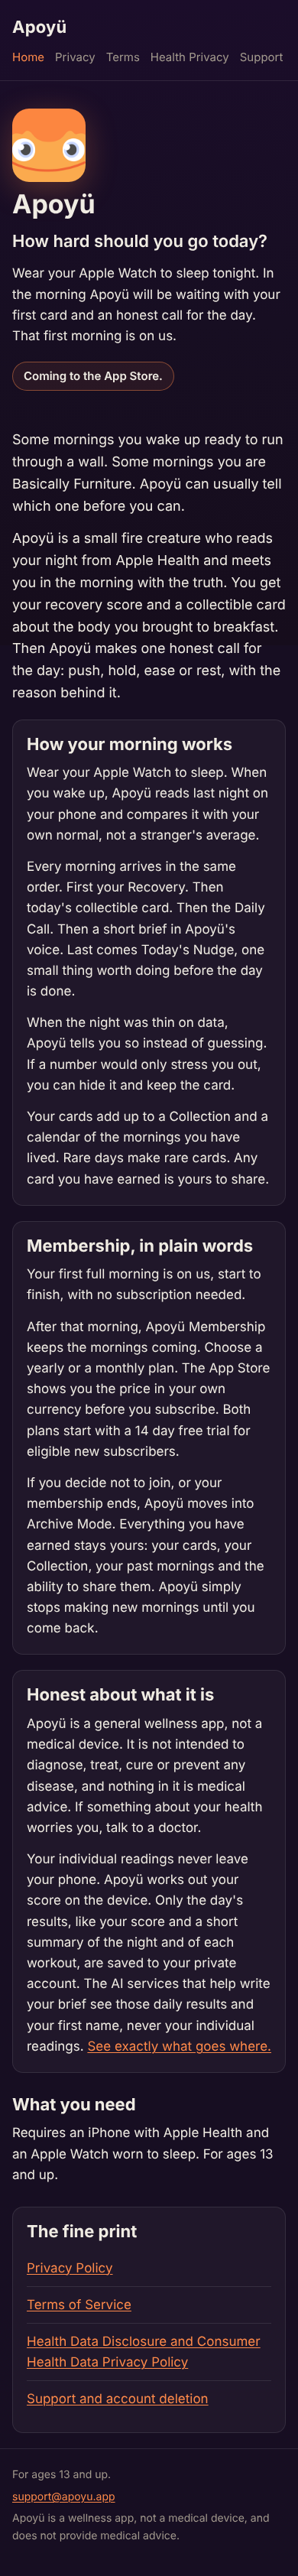 Apoyü
Home Privacy Terms Health Privacy Support
Apoyü
How hard should you go today?
Wear your Apple Watch to sleep tonight. In
the morning Apoyü will be waiting with your
first card and an honest call for the day.
That first morning is on us.
Coming to the App Store.
Some mornings you wake up ready to run
through a wall. Some mornings you are
Basically Furniture. Apoyü can usually tell
which one before you can.
Apoyü is a small fire creature who reads
your night from Apple Health and meets
you in the morning with the truth. You get
your recovery score and a collectible card
about the body you brought to breakfast.
Then Apoyü makes one honest call for
the day: push, hold, ease or rest, with the
reason behind it.
How your morning works
Wear your Apple Watch to sleep. When
you wake up, Apoyü reads last night on
your phone and compares it with your
own normal, not a stranger's average.
Every morning arrives in the same
order. First your Recovery. Then
today's collectible card. Then the Daily
Call. Then a short brief in Apoyü's
voice. Last comes Today's Nudge, one
small thing worth doing before the day
is done.
When the night was thin on data,
Apoyü tells you so instead of guessing.
If a number would only stress you out,
you can hide it and keep the card.
Your cards add up to a Collection and a
calendar of the mornings you have
lived. Rare days make rare cards. Any
card you have earned is yours to share.
Membership, in plain words
Your first full morning is on us, start to
finish, with no subscription needed.
After that morning, Apoyü Membership
keeps the mornings coming. Choose a
yearly or a monthly plan. The App Store
shows you the price in your own
currency before you subscribe. Both
plans start with a 14 day free trial for
eligible new subscribers.
If you decide not to join, or your
membership ends, Apoyü moves into
Archive Mode. Everything you have
earned stays yours: your cards, your
Collection, your past mornings and the
ability to share them. Apoyü simply
stops making new mornings until you
come back.
Honest about what it is
Apoyü is a general wellness app, not a
medical device. It is not intended to
diagnose, treat, cure or prevent any
disease, and nothing in it is medical
advice. If something about your health
worries you, talk to a doctor.
Your individual readings never leave
your phone. Apoyü works out your
score on the device. Only the day's
results, like your score and a short
summary of the night and of each
workout, are saved to your private
account. The AI services that help write
your brief see those daily results and
your first name, never your individual
readings. See exactly what goes where.
What you need
Requires an iPhone with Apple Health and
an Apple Watch worn to sleep. For ages 13
and up.
The fine print
Privacy Policy
Terms of Service
Health Data Disclosure and Consumer
Health Data Privacy Policy
Support and account deletion
For ages 13 and up.
support@apoyu.app
Apoyü is a wellness app, not a medical device, and
does not provide medical advice.